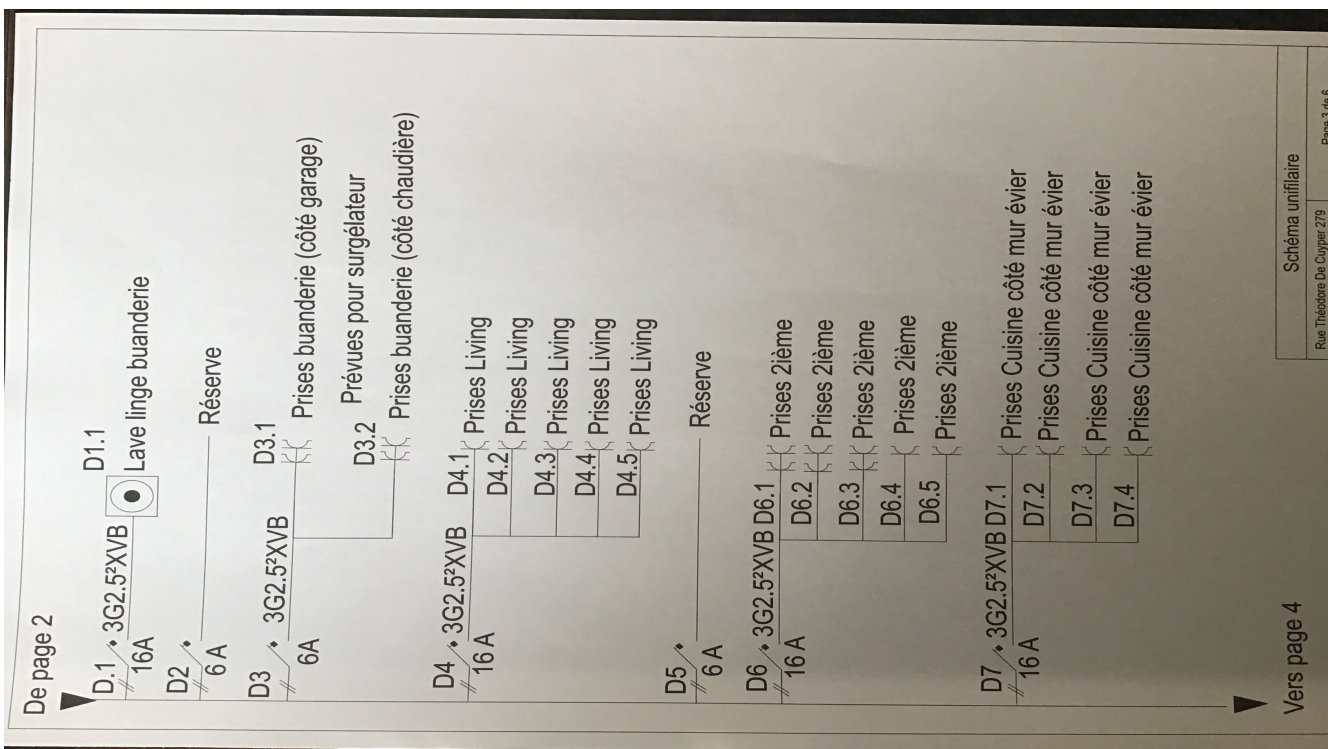 De page 2
D.1 3G2.5²XVB D1.1
16A Lave linge buanderie
D2
6 A Réserve
D3 3G2.5²XVB D3.1
6A Prises buanderie (côté garage)
Prévues pour surgélateur
D3.2
Prises buanderie (côté chaudière)
D4 3G2.5²XVB D4.1 Prises Living
16 A
D4.2 Prises Living
D4.3 Prises Living
D4.4 Prises Living
D4.5 Prises Living
D5
6 A Réserve
D6 3G2.5²XVB D6.1 Prises 2ième
16 A
D6.2 Prises 2ième
D6.3 Prises 2ième
D6.4 Prises 2ième
D6.5 Prises 2ième
D7 3G2.5²XVB D7.1 Prises Cuisine côté mur évier
16 A
D7.2 Prises Cuisine côté mur évier
D7.3 Prises Cuisine côté mur évier
D7.4 Prises Cuisine côté mur évier
Vers page 4
Schéma unifilaire
Rue Théodore De Cuyper 279
Page 3 de 6